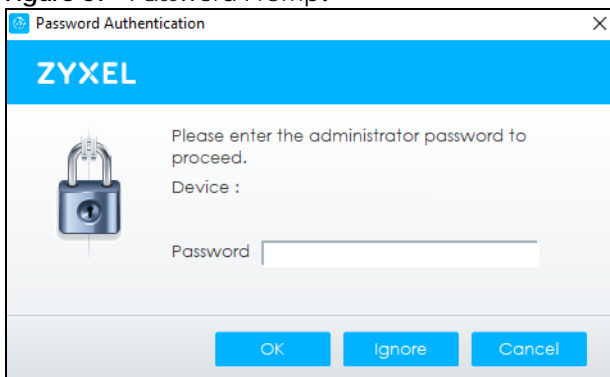 Password Authentication
ZYXEL
Please enter the administrator password to
proceed.
Device :
Password
OK Ignore Cancel